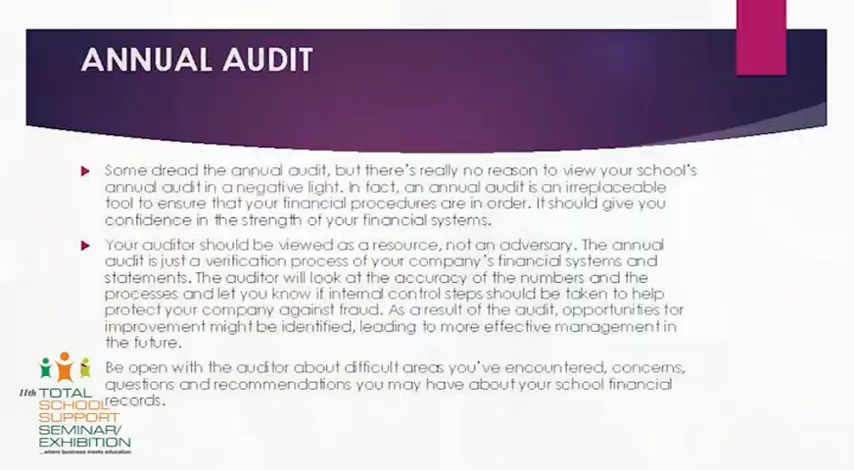 ANNUAL AUDIT
Some dread the annual audit, but there's really no reason to view your school's
annual audit in a negative light. In fact, an annual audit is an irreplaceable
tool to ensure that your financial procedures are in order. It should give you
confidence in the strength of your financial systems.
Your auditor should be viewed as a resource, not an adversary. The annual
audit is just a verification process of your company's financial systems and
statements. The auditor will look at the accuracy of the numbers and the
processes and let you know if internal control steps should be taken to help
protect your company against fraud. As a result of the audit, opportunities for
improvement might be identified, leading to more effective management in
the future.
Be open with the auditor about difficult areas you've encountered, concerns,
questions and recommendations you may have about your school financial
records.
11th TOTAL
SCHOOL
SUPPORT
SEMINAR/
EXHIBITION
...where business meets education